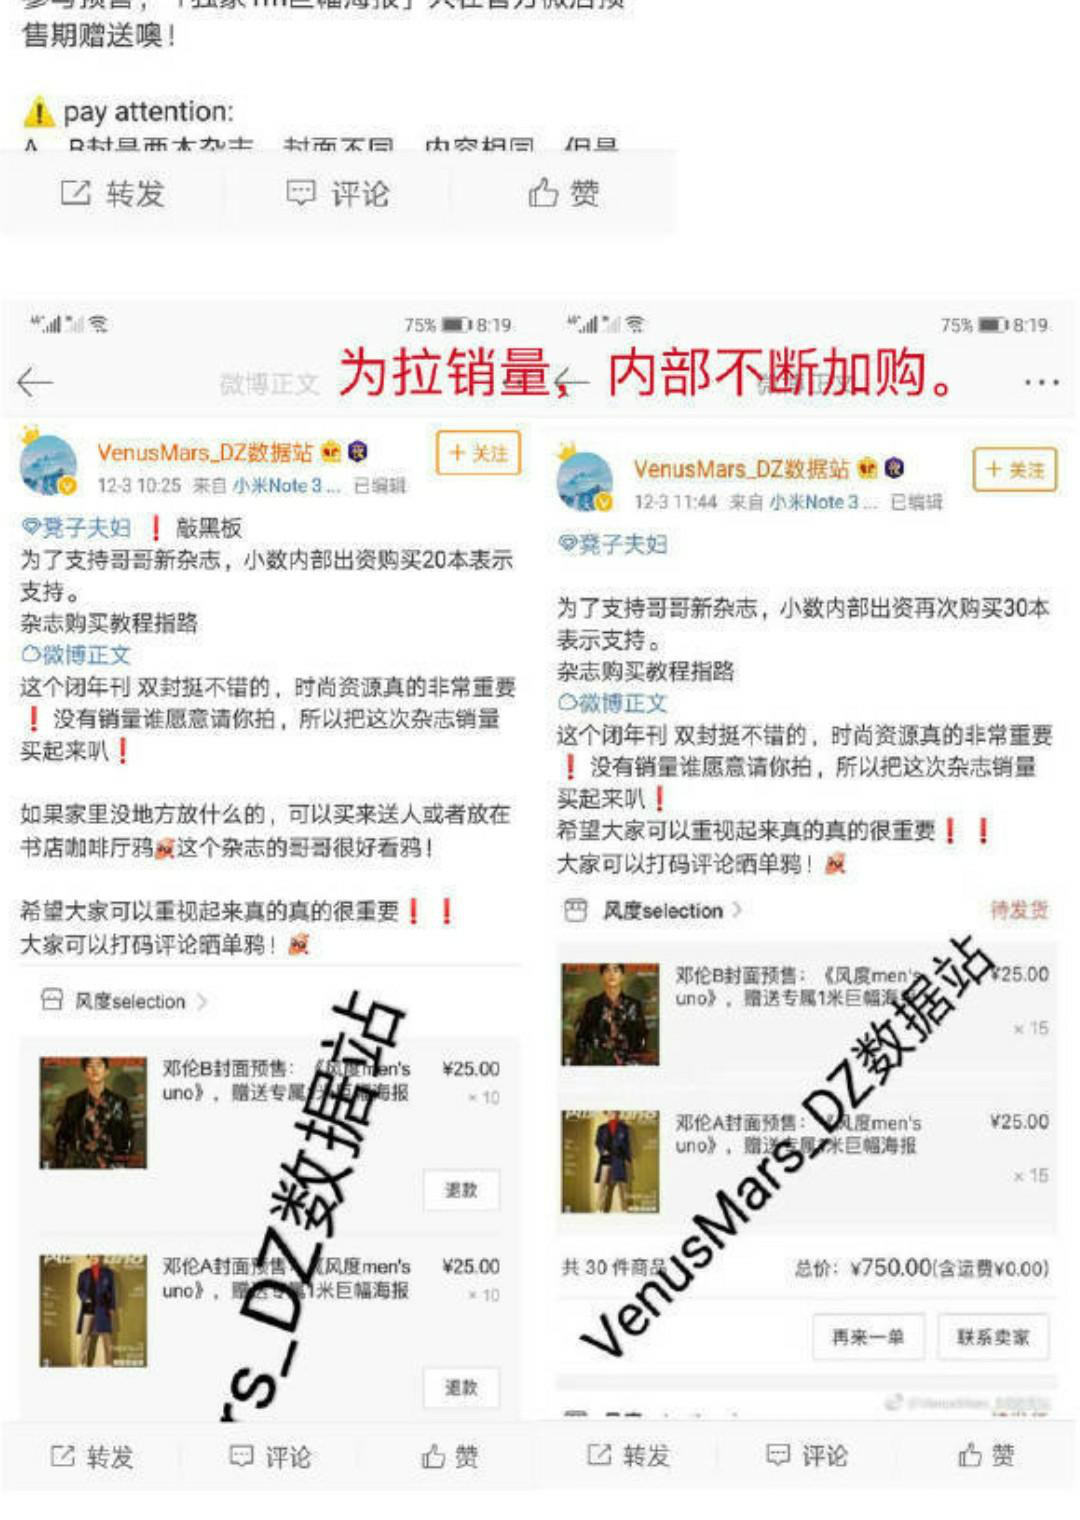 售期赠送噢！
pay attention:
A、B封是两本杂志，封面不同，内容相同，但是
转发 评论 赞
75% 8:19
75% 8:19
为拉销量，内部不断加购。
微博正文
VenusMars_DZ数据站
+关注
12-3 10:25 来自 小米Note 3... 已编辑
凳子夫妇❗敲黑板
为了支持哥哥新杂志，小数内部出资购买20本表示
支持。
杂志购买教程指路
微博正文
这个闭年刊 双封挺不错的，时尚资源真的非常重要
❗没有销量谁愿意请你拍，所以把这次杂志销量
买起来叭❗
如果家里没地方放什么的，可以买来送人或者放在
书店咖啡厅鸦 这个杂志的哥哥很好看鸦！
希望大家可以重视起来真的真的很重要❗❗
大家可以打码评论晒单鸦！
风度selection
邓伦B封面预售：《风度men's
¥25.00
uno》，赠送专属1米巨幅海报
×10
退款
邓伦A封面预售：《风度men's
¥25.00
uno》，赠送专属1米巨幅海报
×10
退款
rs_DZ数据站
转发 评论 赞
VenusMars_DZ数据站
+关注
12-3 11:44 来自 小米Note 3... 已编辑
凳子夫妇
为了支持哥哥新杂志，小数内部出资再次购买30本
表示支持。
杂志购买教程指路
微博正文
这个闭年刊 双封挺不错的，时尚资源真的非常重要
❗没有销量谁愿意请你拍，所以把这次杂志销量
买起来叭❗
希望大家可以重视起来真的真的很重要❗❗
大家可以打码评论晒单鸦！
风度selection
待发货
邓伦B封面预售：《风度men's
¥25.00
uno》，赠送专属1米巨幅海报
×15
邓伦A封面预售：《风度men's
¥25.00
uno》，赠送专属1米巨幅海报
×15
共 30 件商品
总价：¥750.00(含运费¥0.00)
再来一单
联系卖家
VenusMars_DZ数据站
转发 评论 赞